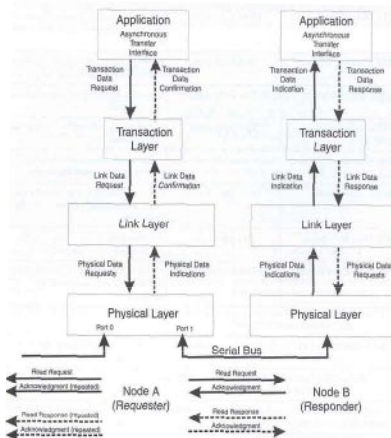 Application
Asynchronous
Transfer
Interface
Application
Asynchronous
Transfer
Interface
Transaction
Data
Request
Transaction
Data
Confirmation
Transaction
Data
Indication
Transaction
Data
Response
Transaction
Layer
Transaction
Layer
Link Data
Request
Link Data
Confirmation
Link Data
Indication
Link Data
Response
Link Layer
Link Layer
Physical Data
Requests
Physical Data
Indications
Physical Data
Indications
Physical Data
Requests
Physical Layer
Physical Layer
Port 0
Port 1
Serial Bus
Read Request
Acknowledgment (repeated)
Node A
(Requester)
Read Request
Acknowledgment
Node B
(Responder)
Read Response (repeated)
Acknowledgment (repeated)
Read Response
Acknowledgment